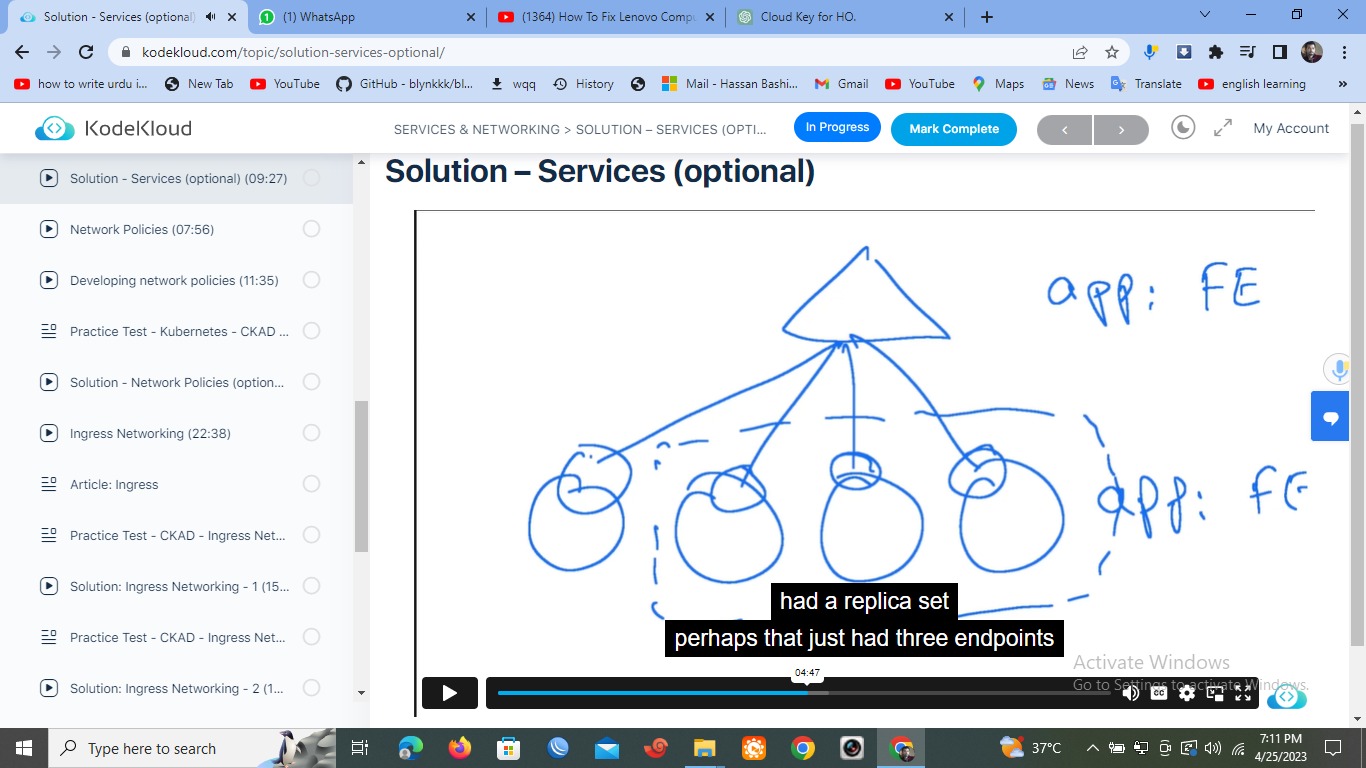 Solution - Services (optional)
(1) WhatsApp
(1364) How To Fix Lenovo Compu
Cloud Key for HO.
kodekloud.com/topic/solution-services-optional/
how to write urdu i...
New Tab
YouTube
GitHub - blynkkk/bl...
wqq
History
Mail - Hassan Bashi...
Gmail
YouTube
Maps
News
Translate
english learning
»
KodeKloud
SERVICES & NETWORKING > SOLUTION – SERVICES (OPTI...
In Progress
Mark Complete
My Account
Solution - Services (optional) (09:27)
Network Policies (07:56)
Developing network policies (11:35)
Practice Test - Kubernetes - CKAD ...
Solution - Network Policies (option...
Ingress Networking (22:38)
Article: Ingress
Practice Test - CKAD - Ingress Net...
Solution: Ingress Networking - 1 (15...
Practice Test - CKAD - Ingress Net...
Solution: Ingress Networking - 2 (1...
Solution – Services (optional)
app: FE
app: FE
had a replica set
perhaps that just had three endpoints
04:47
CC
Activate Windows
Go to Settings to activate Windows.
Type here to search
37°C
7:11 PM
4/25/2023